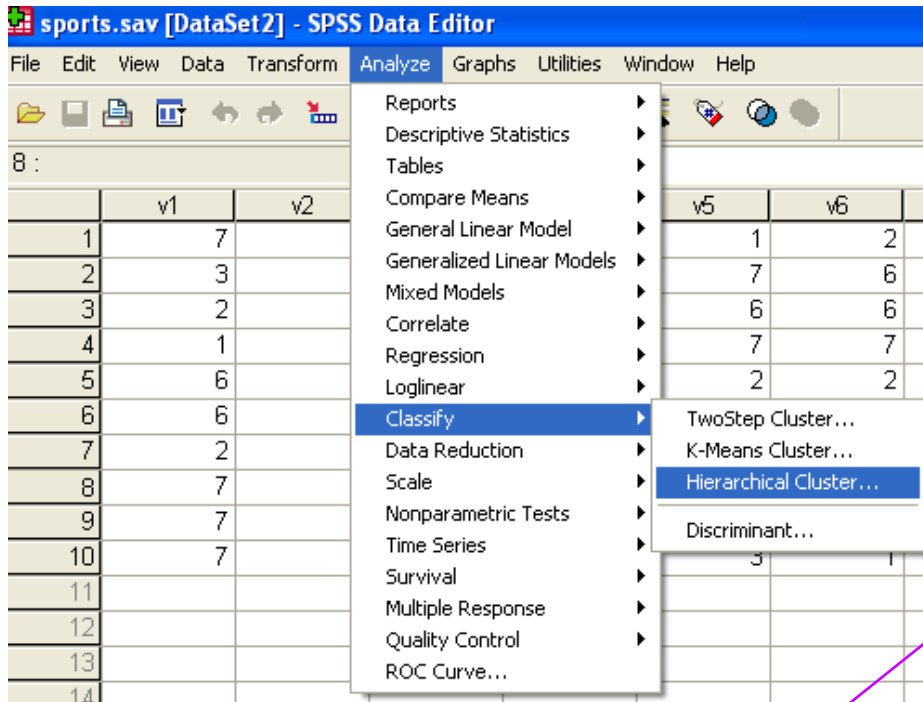 sports.sav [DataSet2] - SPSS Data Editor
File Edit View Data Transform Analyze Graphs Utilities Window Help
8 :
Reports
Descriptive Statistics
Tables
Compare Means
General Linear Model
Generalized Linear Models
Mixed Models
Correlate
Regression
Loglinear
Classify
Data Reduction
Scale
Nonparametric Tests
Time Series
Survival
Multiple Response
Quality Control
ROC Curve...
TwoStep Cluster...
K-Means Cluster...
Hierarchical Cluster...
Discriminant...
v1 v2 v5 v6
1 7 1 2
2 3 7 6
3 2 6 6
4 1 7 7
5 6 2 2
6 6
7 2
8 7
9 7
10 7 3 1
11
12
13
14